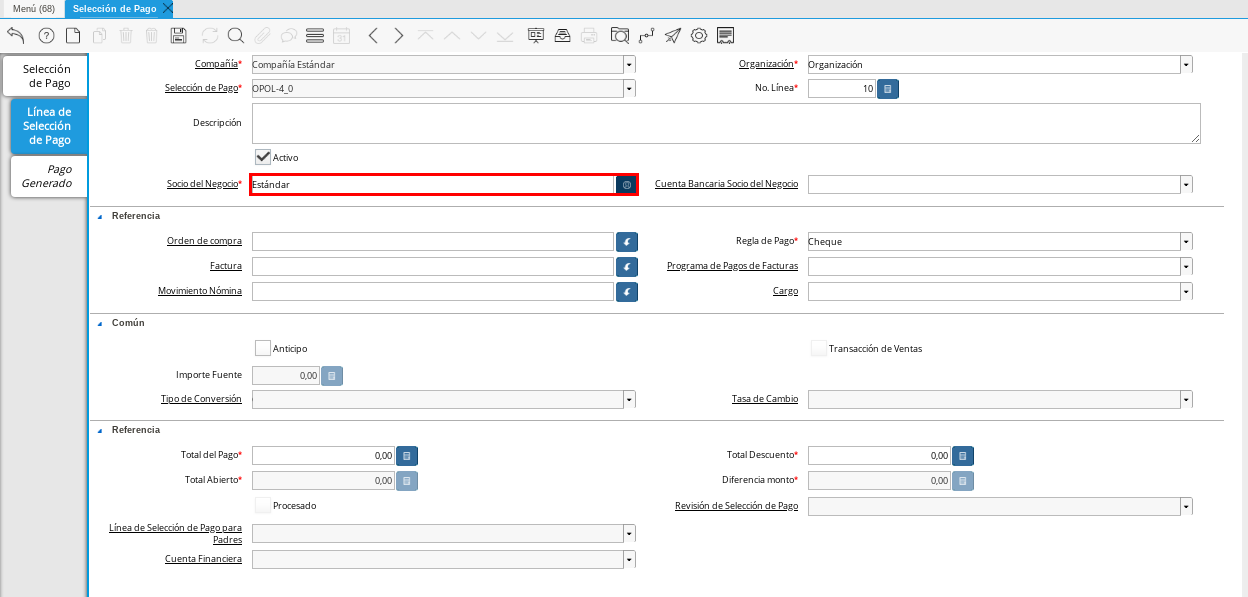 Menú (68)
Selección de Pago
Selección
de Pago
Línea de
Selección
de Pago
Pago
Generado
Compañía* Compañía Estándar Organización* Organización
Selección de Pago* OPOL-4_0 No. Línea* 10
Descripción
Activo
Socio del Negocio* Estándar Cuenta Bancaria Socio del Negocio
Referencia
Orden de compra Regla de Pago* Cheque
Factura Programa de Pagos de Facturas
Movimiento Nómina Cargo
Común
Anticipo Transacción de Ventas
Importe Fuente 0,00
Tipo de Conversión Tasa de Cambio
Referencia
Total del Pago* 0,00 Total Descuento* 0,00
Total Abierto* 0,00 Diferencia monto* 0,00
Procesado Revisión de Selección de Pago
Línea de Selección de Pago para
Padres
Cuenta Financiera